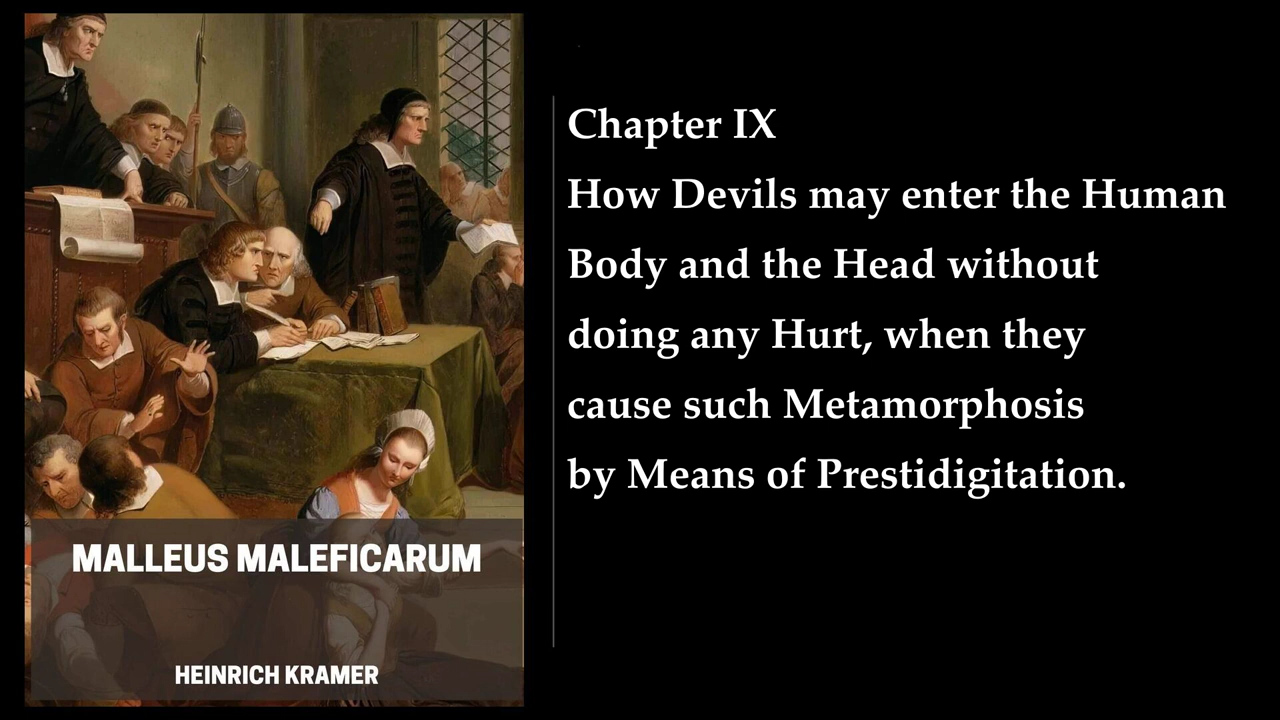 MALLEUS MALEFICARUM
HEINRICH KRAMER
Chapter IX
How Devils may enter the Human
Body and the Head without
doing any Hurt, when they
cause such Metamorphosis
by Means of Prestidigitation.